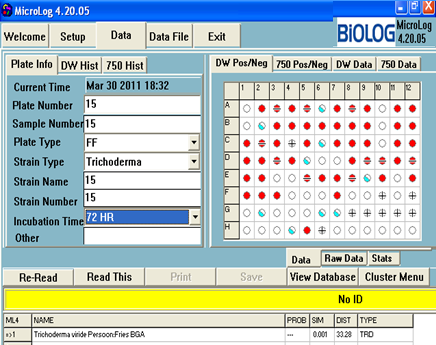 MicroLog 4.20.05
Welcome Setup Data Data File Exit
BiOLOG MicroLog
4.20.05
Plate Info DW Hist 750 Hist
Current Time Mar 30 2011 18:32
Plate Number 15
Sample Number 15
Plate Type FF
Strain Type Trichoderma
Strain Name 15
Strain Number 15
Incubation Time 72 HR
Other
DW Pos/Neg 750 Pos/Neg DW Data 750 Data
1 2 3 4 5 6 7 8 9 10 11 12
A
B
C
D
E
F
G
H
Data Raw Data Stats
Re-Read Read This Print Save View Database Cluster Menu
No ID
ML4 NAME PROB SIM DIST TYPE
=>1 Trichoderma viride Persoon:Fries BGA --- 0.001 33.28 TRD